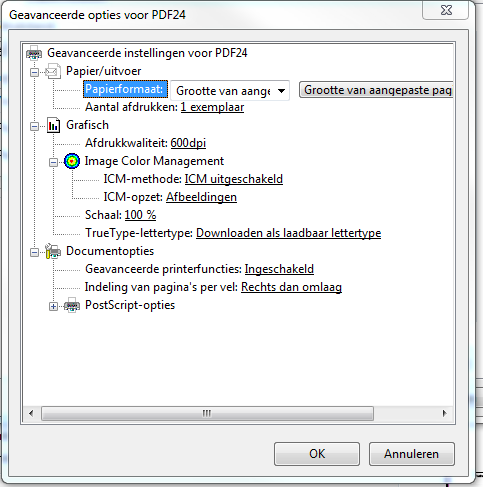 Geavanceerde opties voor PDF24
Geavanceerde instellingen voor PDF24
Papier/uitvoer
Papierformaat: Grootte van aange Grootte van aangepaste pag
Aantal afdrukken: 1 exemplaar
Grafisch
Afdrukkwaliteit: 600dpi
Image Color Management
ICM-methode: ICM uitgeschakeld
ICM-opzet: Afbeeldingen
Schaal: 100 %
TrueType-lettertype: Downloaden als laadbaar lettertype
Documentopties
Geavanceerde printerfuncties: Ingeschakeld
Indeling van pagina's per vel: Rechts dan omlaag
PostScript-opties
OK Annuleren